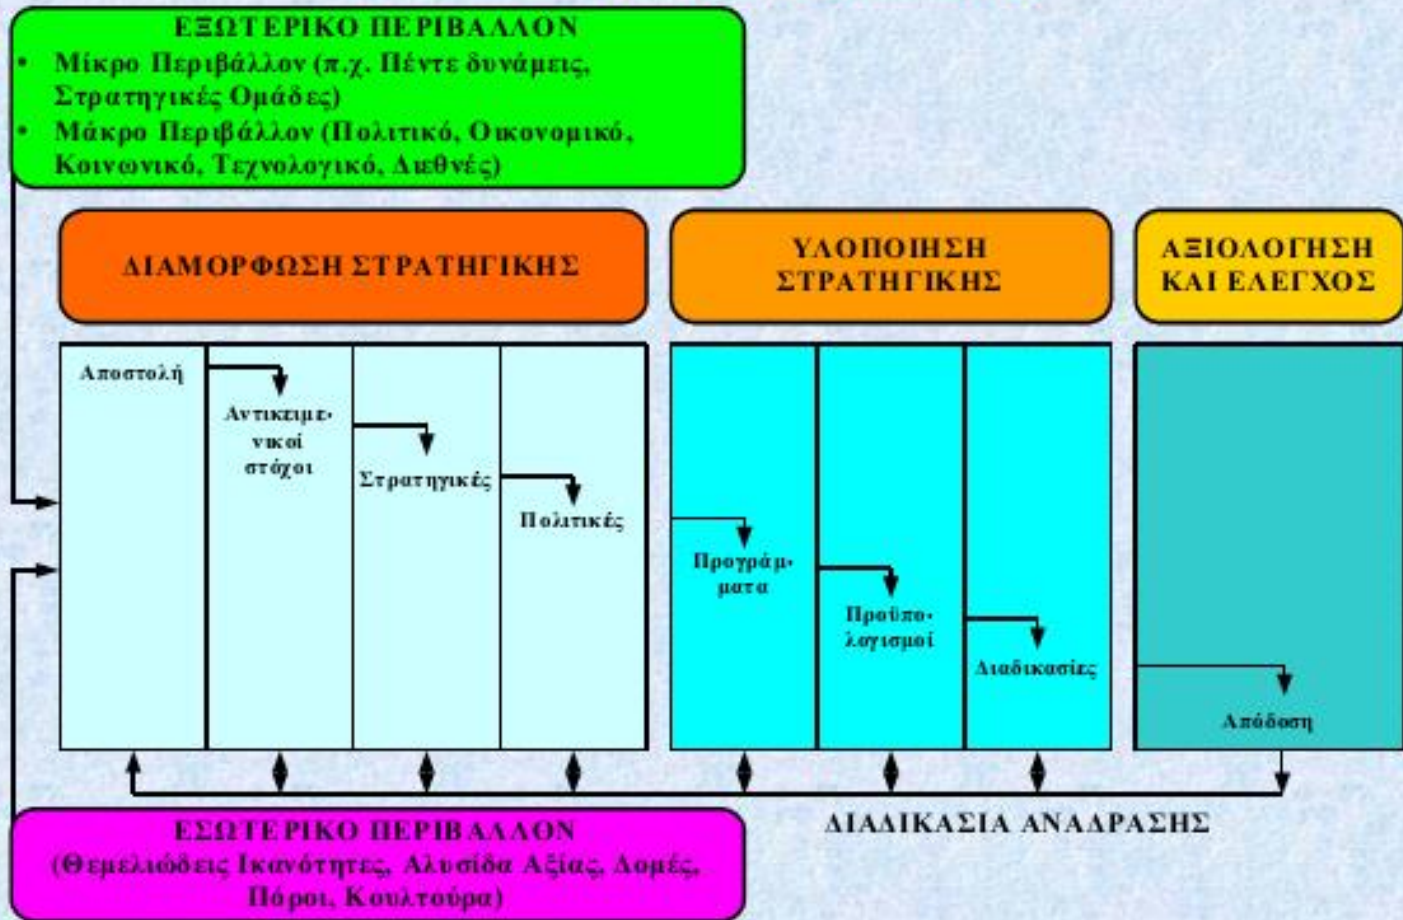 ΕΞΩΤΕΡΙΚΟ ΠΕΡΙΒΑΛΛΟΝ
• Μίκρο Περιβάλλον (π.χ. Πέντε δυνάμεις,
Στρατηγικές Ομάδες)
• Μάκρο Περιβάλλον (Πολιτικό, Οικονομικό,
Κοινωνικό, Τεχνολογικό, Διεθνές)
ΔΙΑΜΟΡΦΩΣΗ ΣΤΡΑΤΗΓΙΚΗΣ
ΥΛΟΠΟΙΗΣΗ
ΣΤΡΑΤΗΓΙΚΗΣ
ΑΞΙΟΛΟΓΗΣΗ
ΚΑΙ ΕΛΕΓΧΟΣ
Αποστολή
Αντικειμε-
νικοί
στόχοι
Στρατηγικές
Πολιτικές
Προγράμ-
ματα
Προϋπο-
λογισμοί
Διαδικασίες
Απόδοση
ΔΙΑΔΙΚΑΣΙΑ ΑΝΑΔΡΑΣΗΣ
ΕΣΩΤΕΡΙΚΟ ΠΕΡΙΒΑΛΛΟΝ
(Θεμελιώδεις Ικανότητες, Αλυσίδα Αξίας, Δομές,
Πόροι, Κουλτούρα)